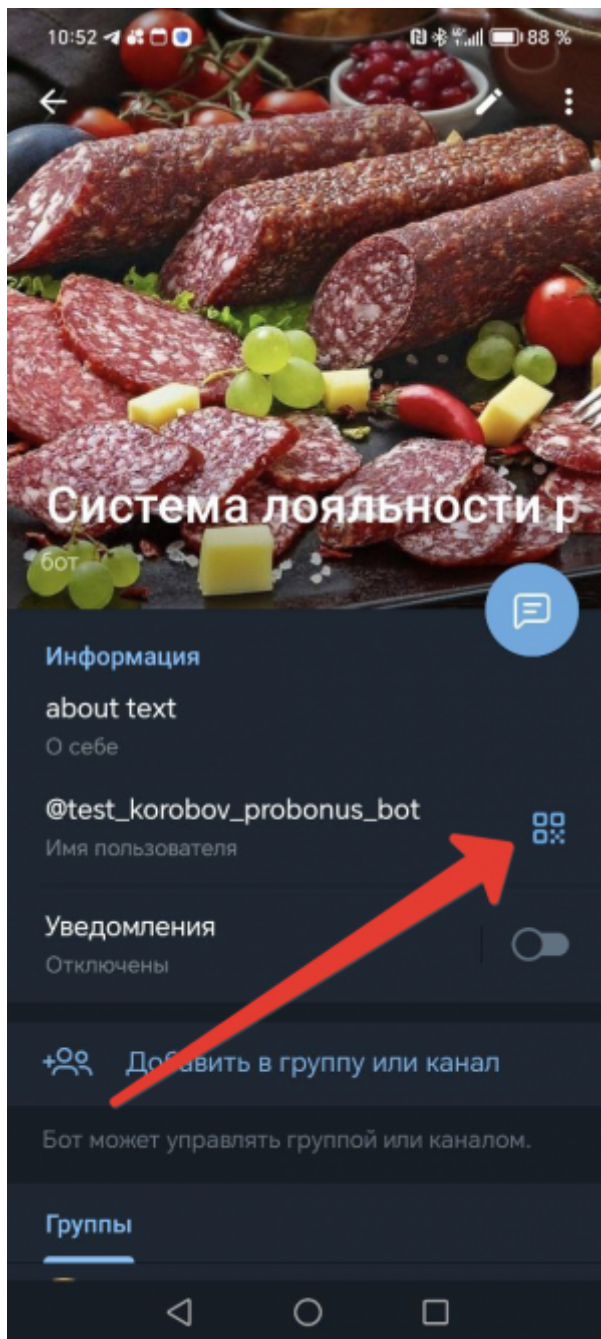 10:52 88 %
Система лояльности р
бот
Информация
about text
О себе
@test_korobov_probonus_bot
Имя пользователя
Уведомления
Отключены
Добавить в группу или канал
Бот может управлять группой или каналом.
Группы